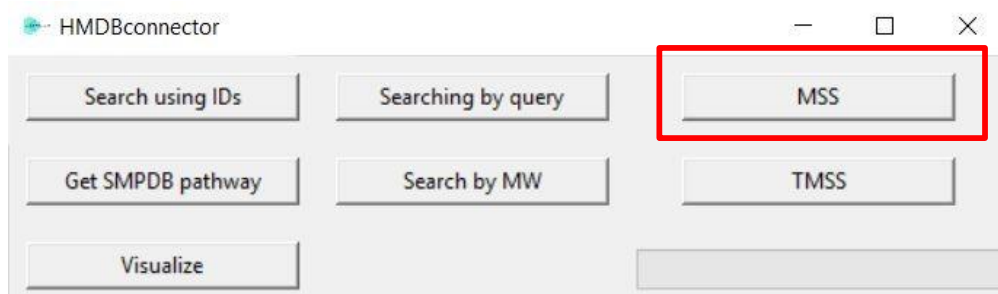 HMDBconnector
Search using IDs
Searching by query
MSS
Get SMPDB pathway
Search by MW
TMSS
Visualize